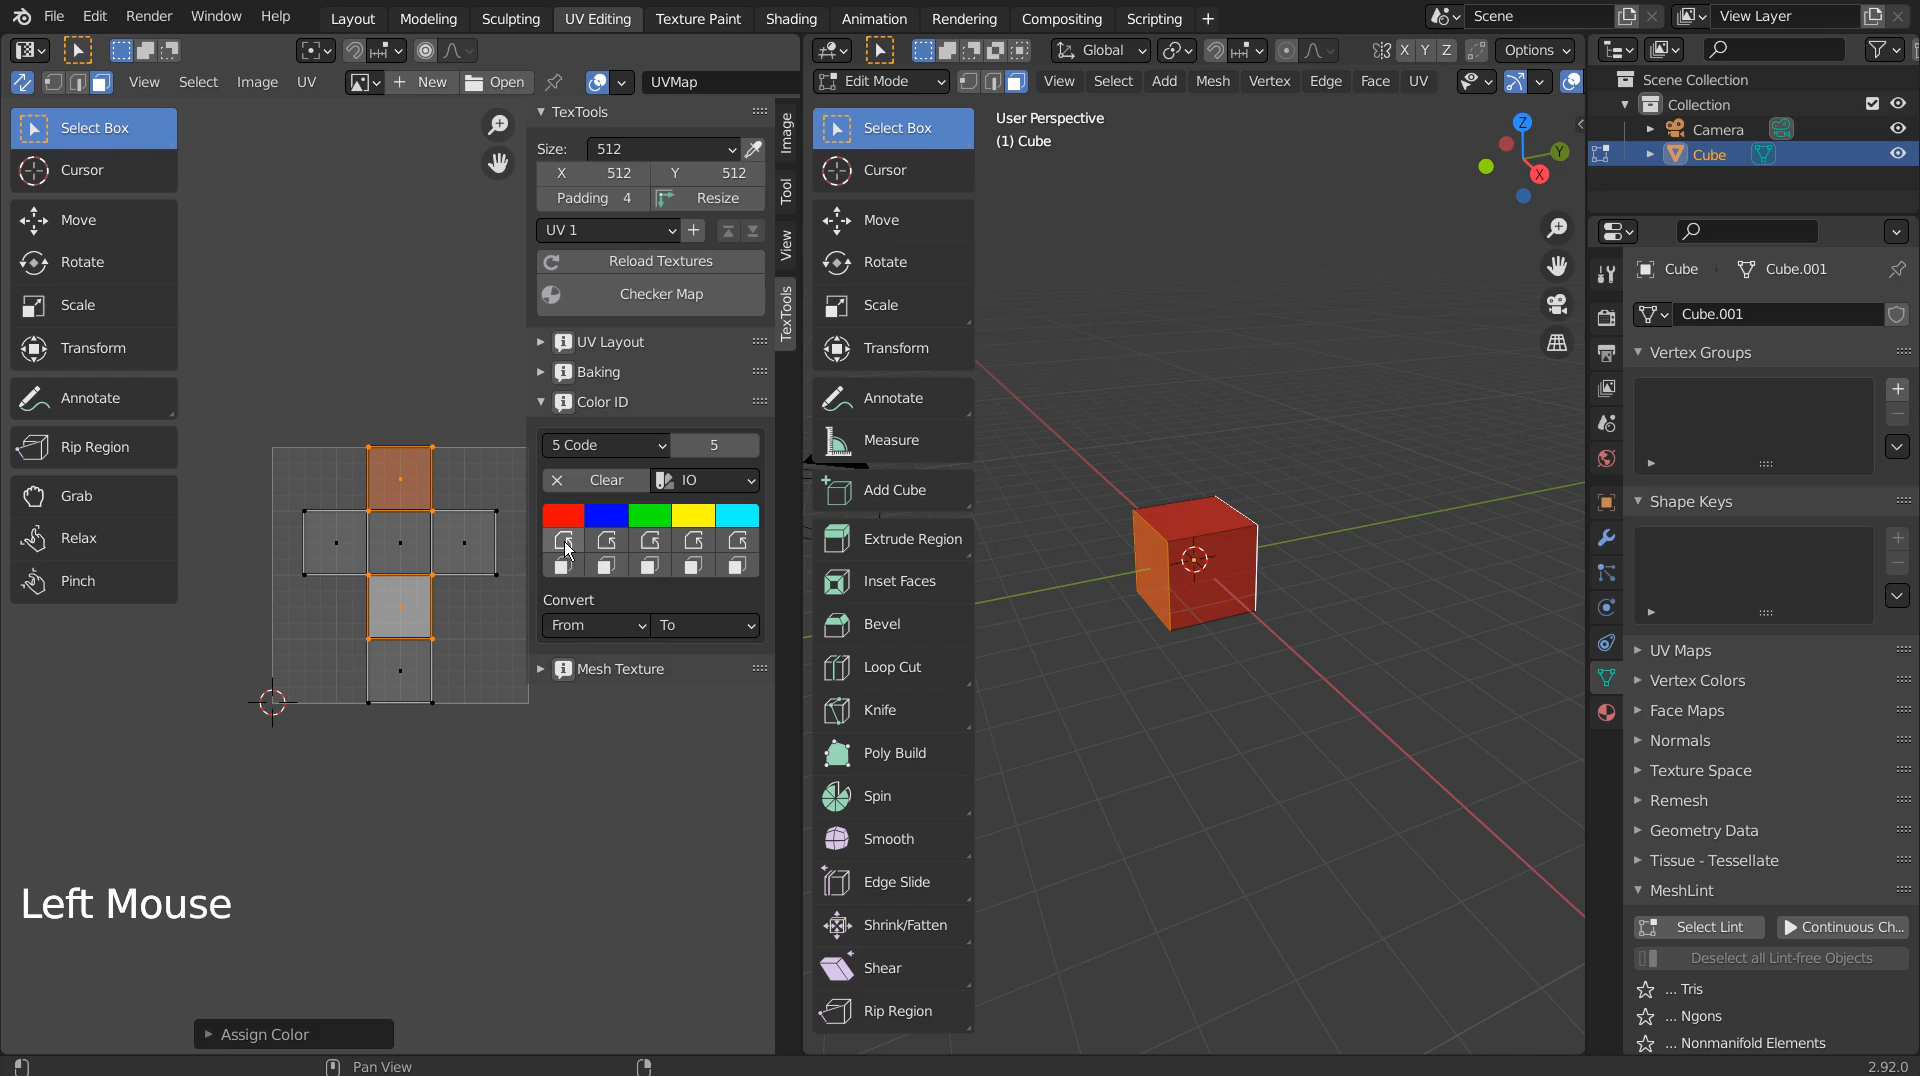 File Edit Render Window Help Layout Modeling Sculpting UV Editing Texture Paint Shading Animation Rendering Compositing Scripting + Scene View Layer
Global X Y Z Options
View Select Image UV New Open UVMap Edit Mode View Select Add Mesh Vertex Edge Face UV
Select Box
Cursor
Move
Rotate
Scale
Transform
Annotate
Rip Region
Grab
Relax
Pinch
Left Mouse
Assign Color
TexTools
Size: 512
X 512 Y 512
Padding 4 Resize
UV 1
Reload Textures
Checker Map
UV Layout
Baking
Color ID
5 Code 5
Clear IO
Convert
From To
Mesh Texture
Image
Tool
View
TexTools
Select Box
Cursor
Move
Rotate
Scale
Transform
Annotate
Measure
Add Cube
Extrude Region
Inset Faces
Bevel
Loop Cut
Knife
Poly Build
Spin
Smooth
Edge Slide
Shrink/Fatten
Shear
Rip Region
User Perspective
(1) Cube
Z
Y
X
Scene Collection
Collection
Camera
Cube
Cube Cube.001
Cube.001
Vertex Groups
Shape Keys
UV Maps
Vertex Colors
Face Maps
Normals
Texture Space
Remesh
Geometry Data
Tissue - Tessellate
MeshLint
Select Lint Continuous Ch...
Deselect all Lint-free Objects
... Tris
... Ngons
... Nonmanifold Elements
Pan View 2.92.0